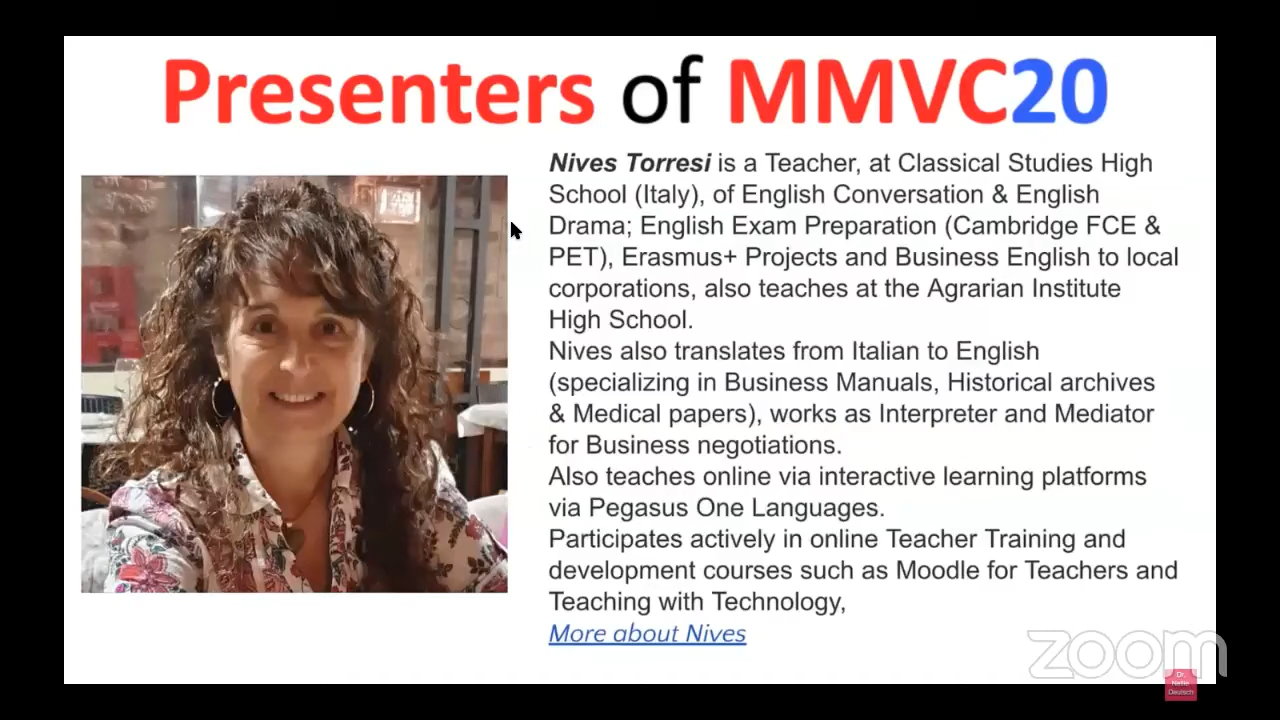 Presenters of MMVC20
Nives Torresi is a Teacher, at Classical Studies High
School (Italy), of English Conversation & English
Drama; English Exam Preparation (Cambridge FCE &
PET), Erasmus+ Projects and Business English to local
corporations, also teaches at the Agrarian Institute
High School.
Nives also translates from Italian to English
(specializing in Business Manuals, Historical archives
& Medical papers), works as Interpreter and Mediator
for Business negotiations.
Also teaches online via interactive learning platforms
via Pegasus One Languages.
Participates actively in online Teacher Training and
development courses such as Moodle for Teachers and
Teaching with Technology,
More about Nives
zoom
Dr.
Nellie
Deutsch